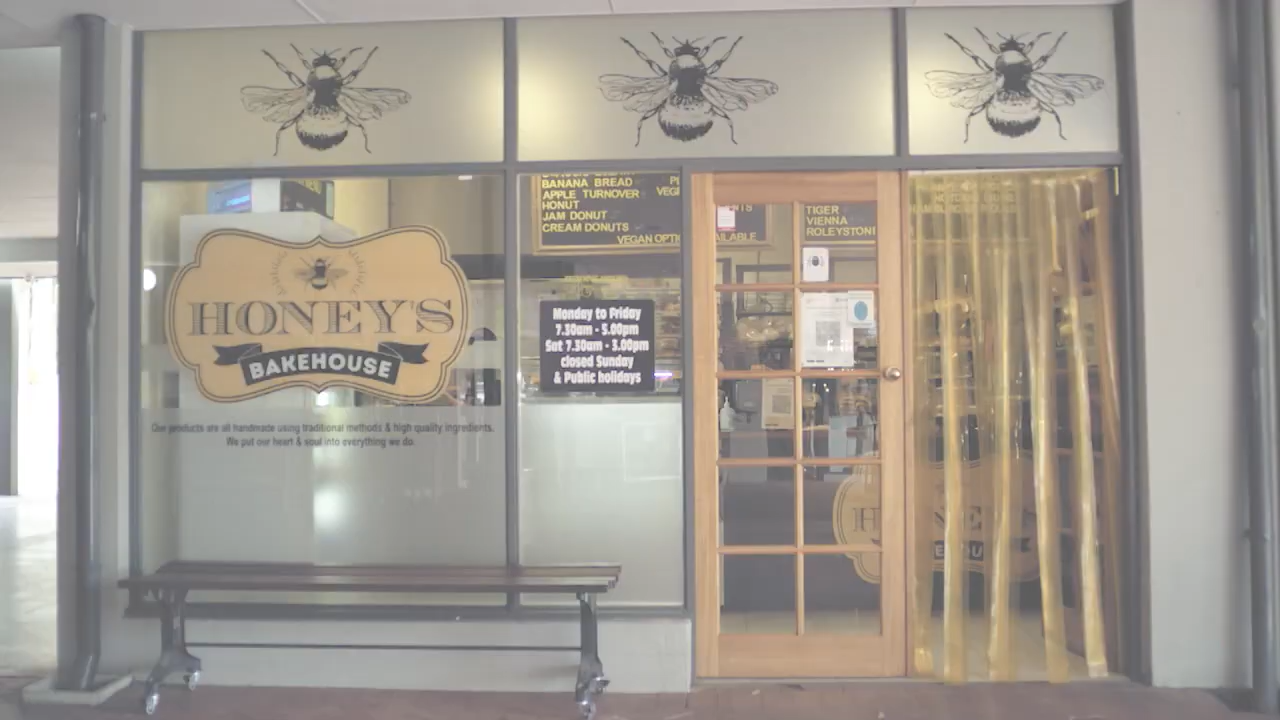 BANANA BREAD
APPLE TURNOVER
HONUT
JAM DONUT
CREAM DONUTS
VEGAN OPTI
AILABLE
TIGER
VIENNA
ROLEYSTON
HONEY'S
BAKEHOUSE
Our products are all handmade using traditional methods & high quality ingredients.
We put our heart & soul into everything we do.
Monday to Friday
7.30am - 5.00pm
Sat 7.30am - 3.00pm
closed Sunday
& Public holidays